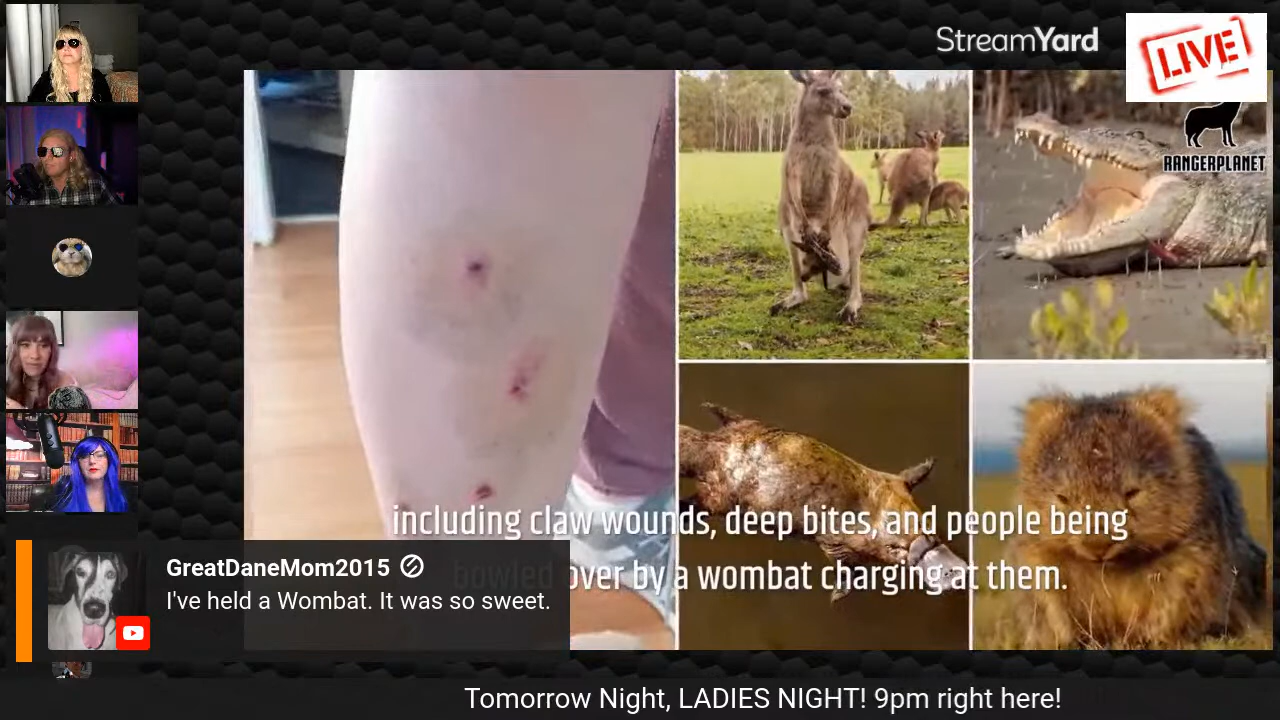 StreamYard
LIVE
RANGERPLANET
including claw wounds, deep bites, and people being
bowled over by a wombat charging at them.
GreatDaneMom2015
I've held a Wombat. It was so sweet.
Tomorrow Night, LADIES NIGHT! 9pm right here!